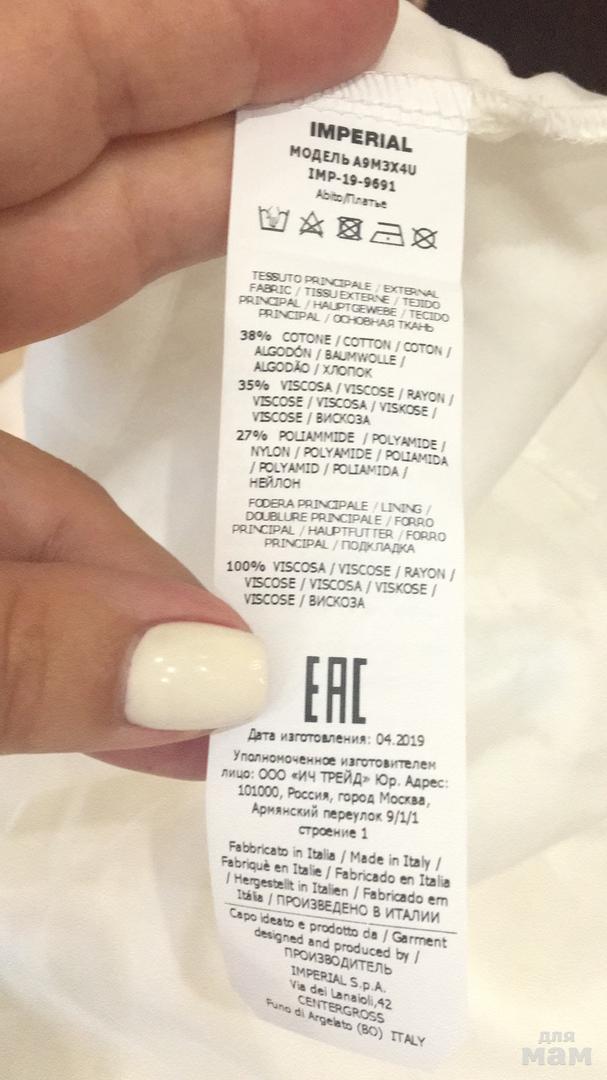 IMPERIAL
МОДЕЛЬ A9M3X4U
IMP-19-9691
Abito/Платье
TESSUTO PRINCIPALE / EXTERNAL
FABRIC / TISSU EXTERNE / TEJIDO
PRINCIPAL / HAUPTGEWEBE / TECIDO
PRINCIPAL / ОСНОВНАЯ ТКАНЬ
38% COTONE / COTTON / COTON /
ALGODÓN / BAUMWOLLE /
ALGODÃO / ХЛОПОК
35% VISCOSA / VISCOSE / RAYON /
VISCOSE / VISCOSA / VISKOSE /
VISCOSE / ВИСКОЗА
27% POLIAMMIDE / POLYAMIDE /
NYLON / POLYAMIDE / POLIAMIDA
/ POLYAMID / POLIAMIDA /
НЕЙЛОН
FODERA PRINCIPALE / LINING /
DOUBLURE PRINCIPALE / FORRO
PRINCIPAL / HAUPTFUTTER / FORRO
PRINCIPAL / ПОДКЛАДКА
100% VISCOSA / VISCOSE / RAYON /
VISCOSE / VISCOSA / VISKOSE /
VISCOSE / ВИСКОЗА
EAC
Дата изготовления: 04.2019
Уполномоченное изготовителем
лицо: ООО «ИЧ ТРЕЙД» Юр. Адрес:
101000, Россия, город Москва,
Армянский переулок 9/1/1
строение 1
Fabbricato in Italia / Made in Italy /
Fabriquè en Italie / Fabricado en Italia
/ Hergestellt in Italien / Fabricado em
Itália / ПРОИЗВЕДЕНО В ИТАЛИИ
Capo ideato e prodotto da / Garment
designed and produced by /
ПРОИЗВОДИТЕЛЬ
IMPERIAL S.p.A.
Via dei Lanaioli,42
CENTERGROSS
Funo di Argelato (BO) ITALY
для
мам